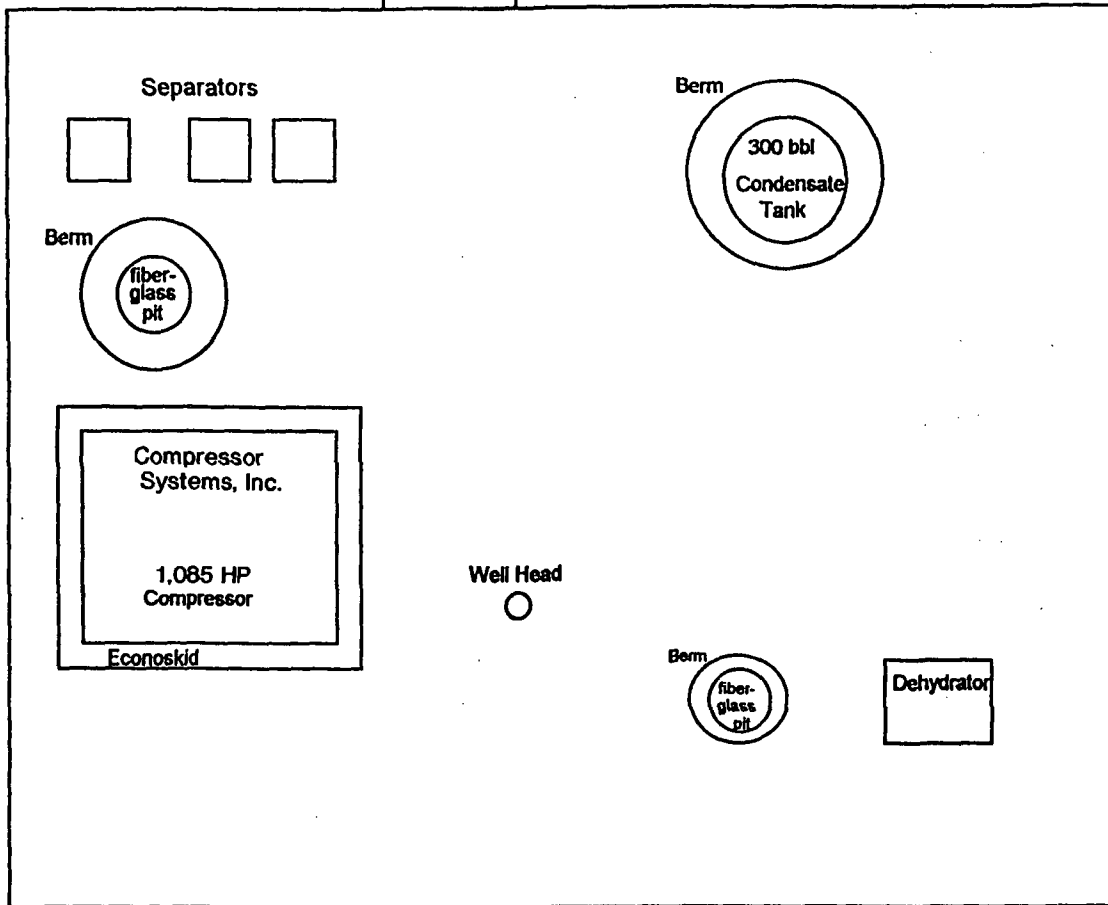 Separators
Berm
300 bbl
Condensate
Tank
Berm
fiber-
glass
pit
Compressor
Systems, Inc.
1,085 HP
Compressor
Econoskid
Well Head
Berm
fiber-
glass
pit
Dehydrator